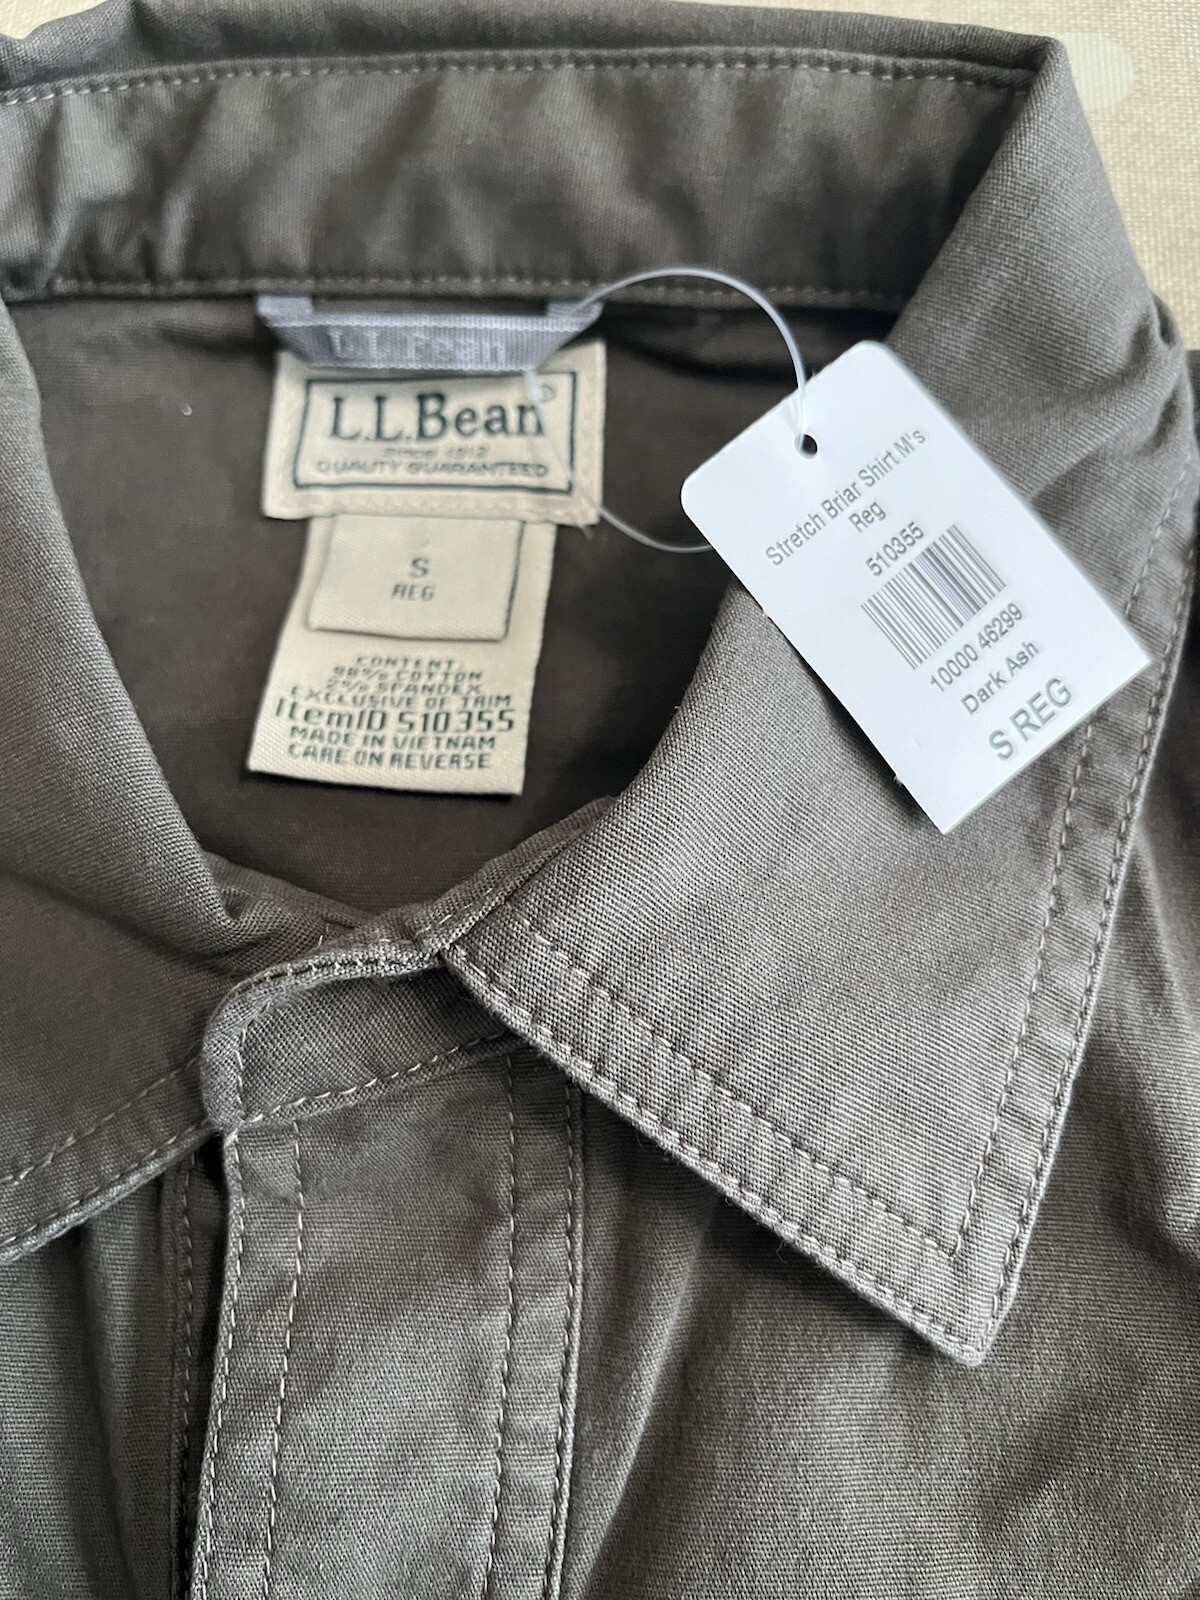 L.L.Bean
L.L.Bean®
since 1912
QUALITY GUARANTEED
S
REG
CONTENT
98% COTTON
2% SPANDEX
EXCLUSIVE OF TRIM
ItemID 510355
MADE IN VIETNAM
CARE ON REVERSE
Stretch Briar Shirt M's
Reg
510355
10000 46299
Dark Ash
S REG